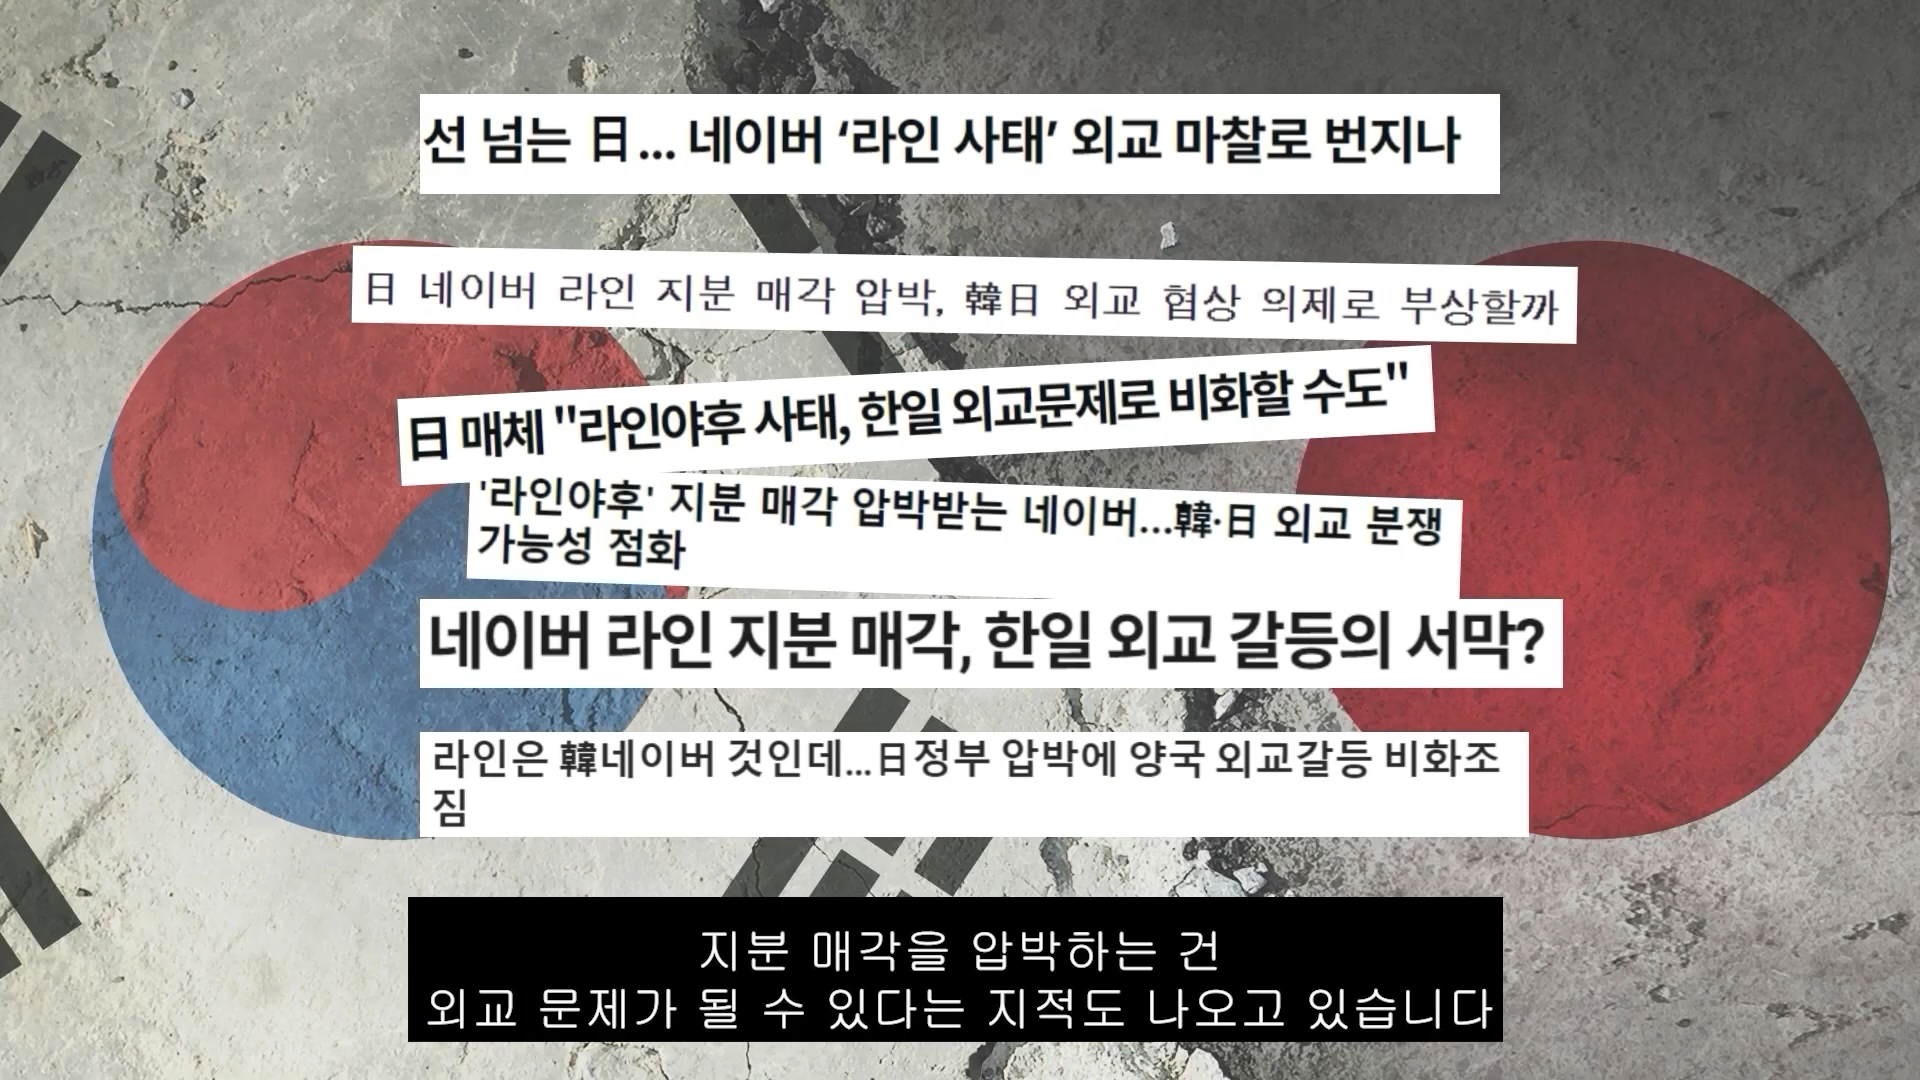 선 넘는 日... 네이버 ‘라인 사태’ 외교 마찰로 번지나
日 네이버 라인 지분 매각 압박, 韓日 외교 협상 의제로 부상할까
日 매체 "라인야후 사태, 한일 외교문제로 비화할 수도"
'라인야후' 지분 매각 압박받는 네이버…韓·日 외교 분쟁
가능성 점화
네이버 라인 지분 매각, 한일 외교 갈등의 서막?
라인은 韓네이버 것인데…日정부 압박에 양국 외교갈등 비화조
짐
지분 매각을 압박하는 건
외교 문제가 될 수 있다는 지적도 나오고 있습니다